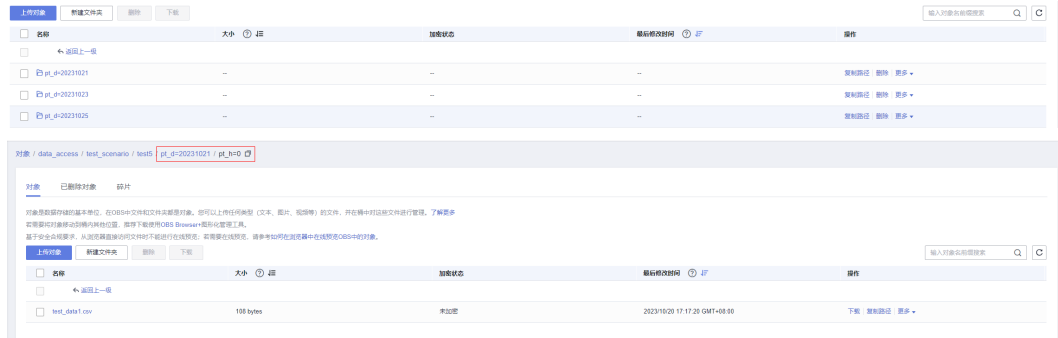 上传对象 新建文件夹 删除 下载 输入对象名前缀搜索
名称 大小 加密状态 最后修改时间 操作
返回上一级
pt_d=20231021 -- -- -- 复制路径 删除 更多
pt_d=20231023 -- -- -- 复制路径 删除 更多
pt_d=20231025 -- -- -- 复制路径 删除 更多
对象 / data_access / test_scenario / test5 / pt_d=20231021 / pt_h=0
对象 已删除对象 碎片
对象是数据存储的基本单位，在OBS中文件和文件夹都是对象。您可以上传任何类型（文本、图片、视频等）的文件，并在桶中对这些文件进行管理。了解更多
若需要将对象移动到桶内其他位置，推荐下载使用OBS Browser+图形化管理工具。
基于安全合规要求，从浏览器直接访问文件时不能进行在线预览；若需要在线预览，请参考如何在浏览器中在线预览OBS中的对象。
上传对象 新建文件夹 删除 下载 输入对象名前缀搜索
名称 大小 加密状态 最后修改时间 操作
返回上一级
test_data1.csv 108 bytes 未加密 2023/10/20 17:17:20 GMT+08:00 下载 复制路径 更多